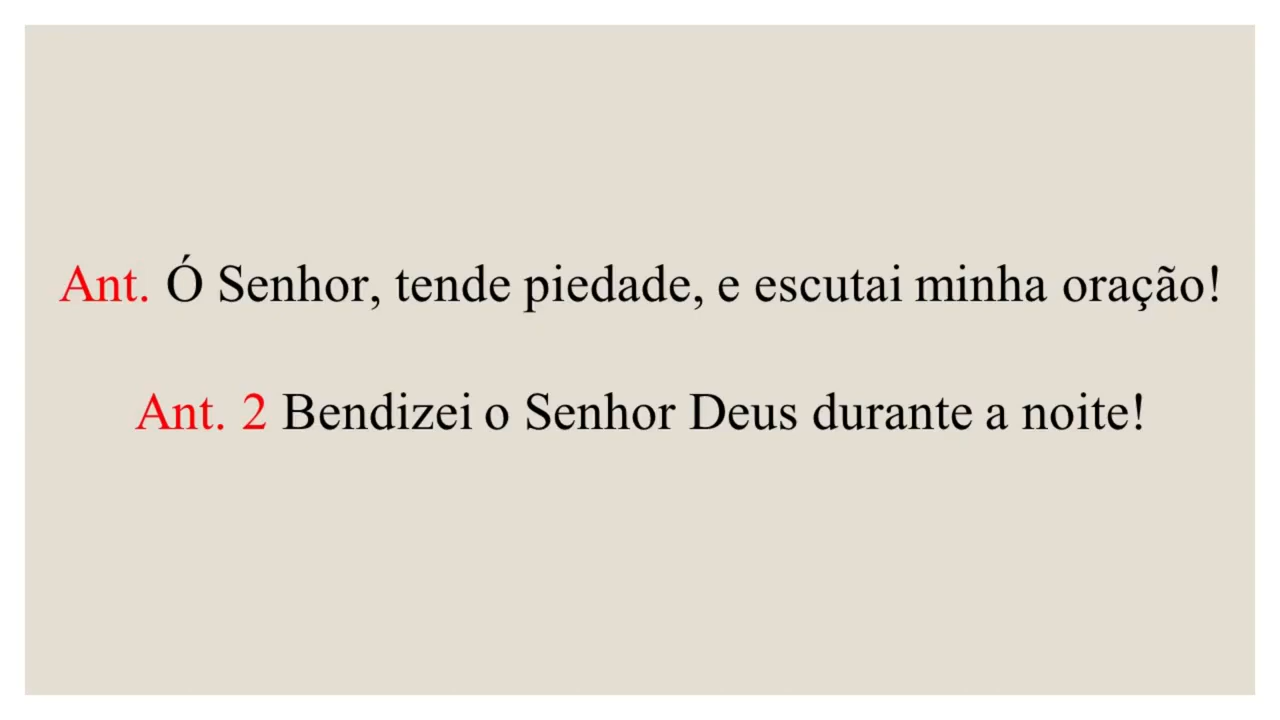 Ant. Ó Senhor, tende piedade, e escutai minha oração!
Ant. 2 Bendizei o Senhor Deus durante a noite!